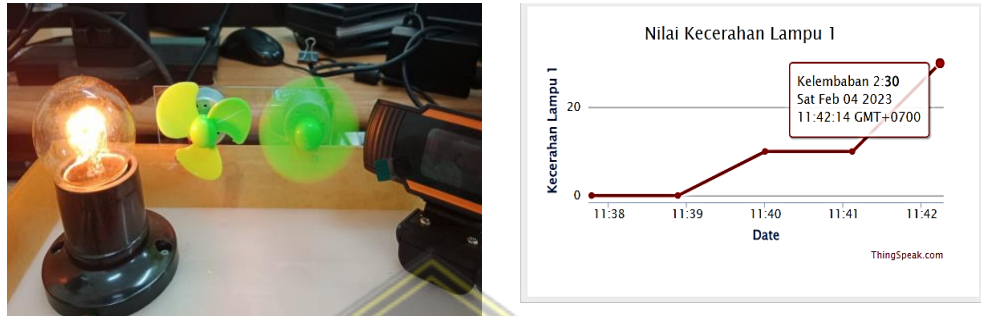 Nilai Kecerahan Lampu 1
Kecerahan Lampu 1
20
0
Kelembaban 2:30
Sat Feb 04 2023
11:42:14 GMT+0700
11:38 11:39 11:40 11:41 11:42
Date
ThingSpeak.com